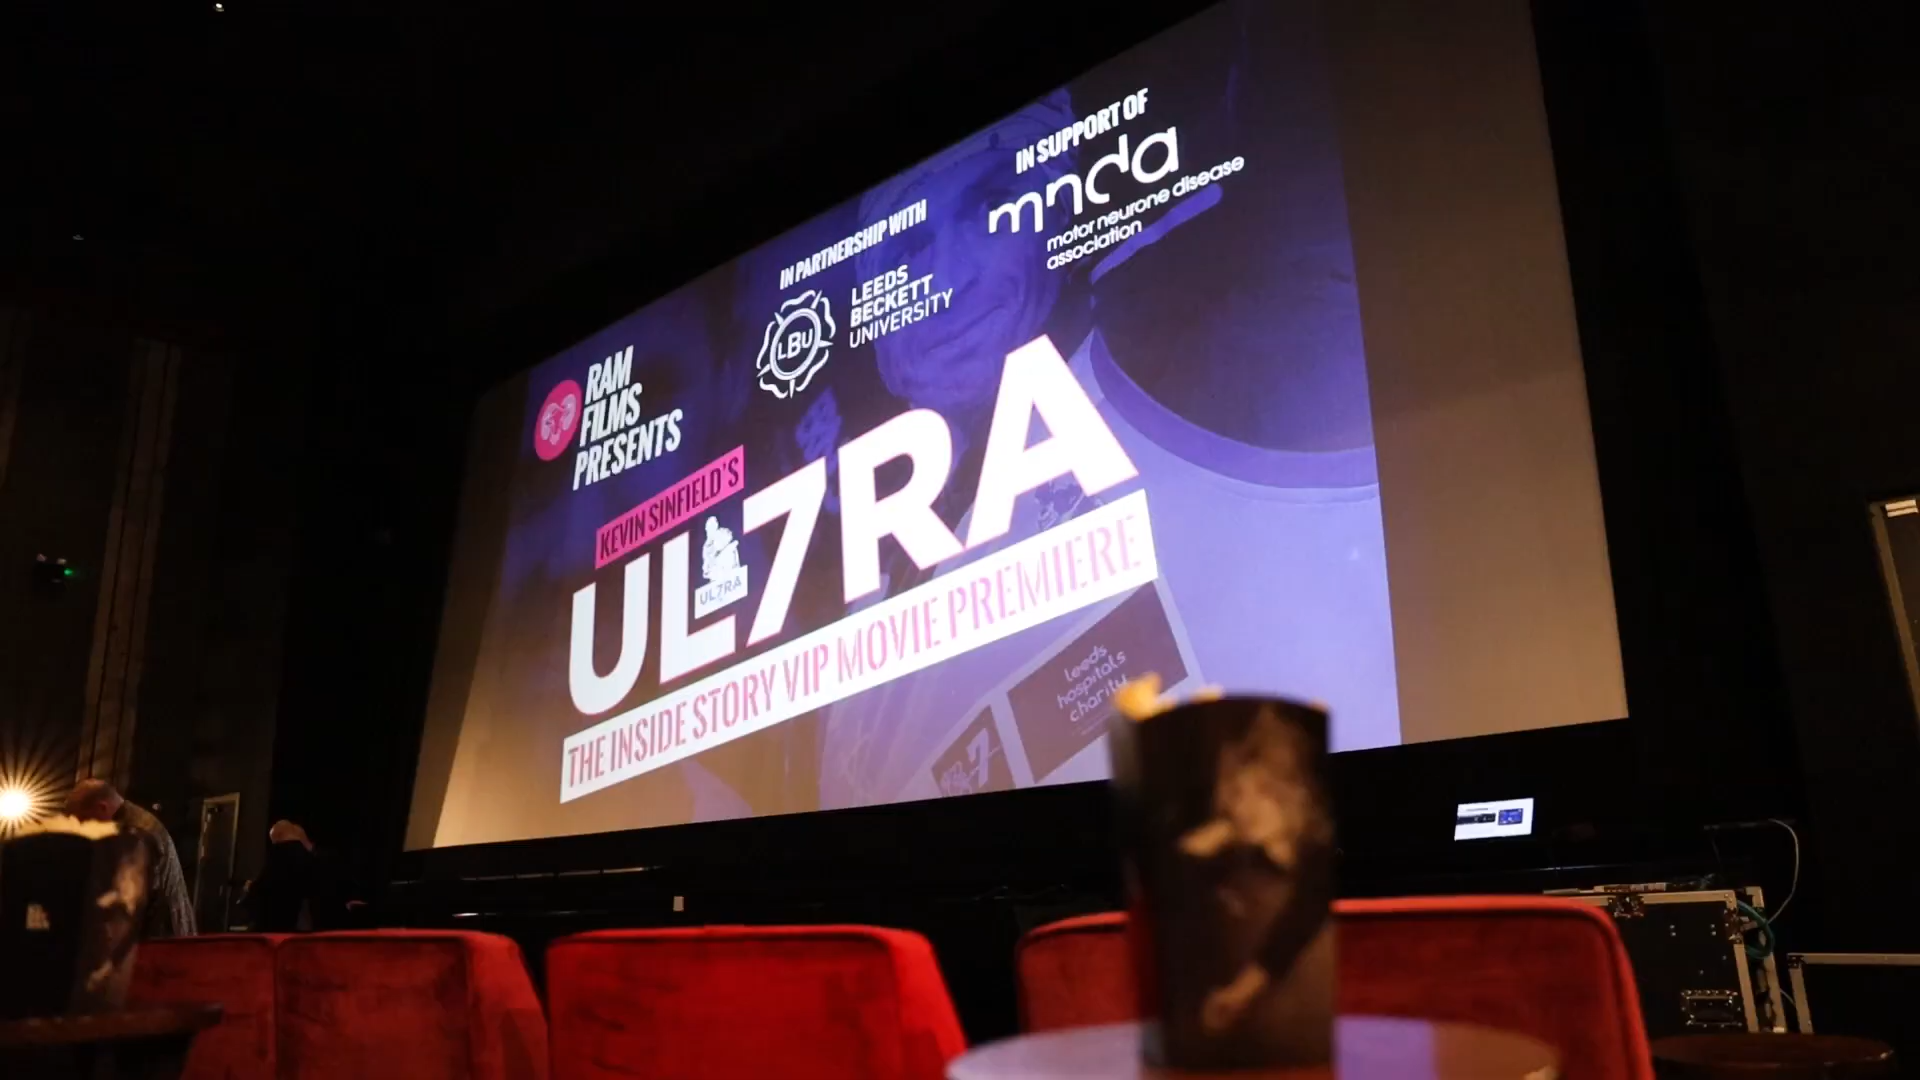 IN SUPPORT OF
mnda
motor neurone disease
association
IN PARTNERSHIP WITH
LBU
LEEDS
BECKETT
UNIVERSITY
RAM
FILMS
PRESENTS
KEVIN SINFIELD'S
UL7RA
UL7RA
THE INSIDE STORY VIP MOVIE PREMIERE
leeds
hospitals
charity
7